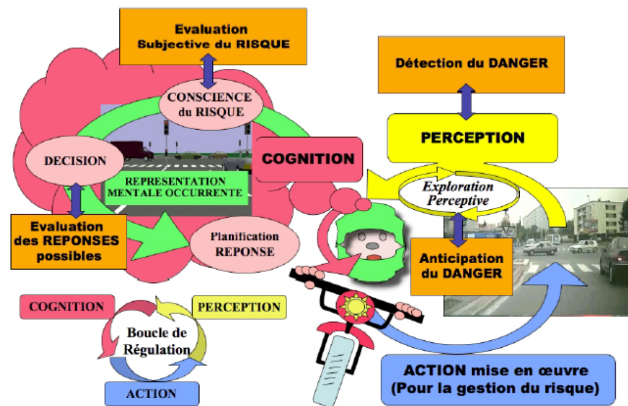 Evaluation
Subjective du RISQUE
Détection du DANGER
CONSCIENCE
du RISQUE
PERCEPTION
COGNITION
DECISION
REPRESENTATION
MENTALE OCCURRENTE
Exploration
Perceptive
Evaluation
des REPONSES
possibles
Planification
REPONSE
Anticipation
du DANGER
COGNITION
PERCEPTION
Boucle de
Régulation
ACTION
ACTION mise en œuvre
(Pour la gestion du risque)